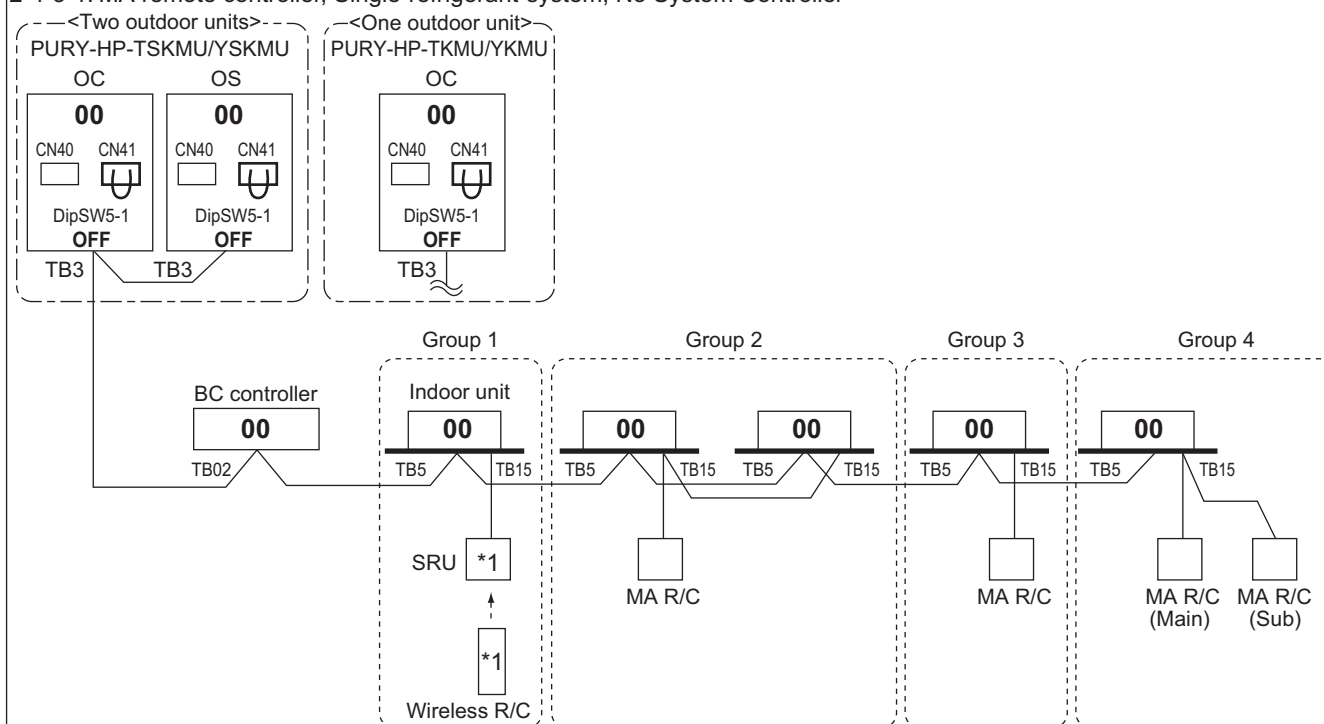 MA remote controller, Single refrigerant system, No System Controller
<Two outdoor units>
<One outdoor unit>
PURY-HP-TSKMU/YSKMU
PURY-HP-TKMU/YKMU
OC OS OC
00 00 00
CN40 CN41 CN40 CN41 CN40 CN41
DipSW5-1 DipSW5-1 DipSW5-1
OFF OFF OFF
TB3 TB3 TB3
Group 1 Group 2 Group 3 Group 4
BC controller Indoor unit
00 00 00 00 00 00
TB02 TB5 TB15 TB5 TB15 TB5 TB15 TB5 TB15 TB5 TB15
SRU *1
MA R/C MA R/C MA R/C MA R/C
(Main) (Sub)
*1
Wireless R/C